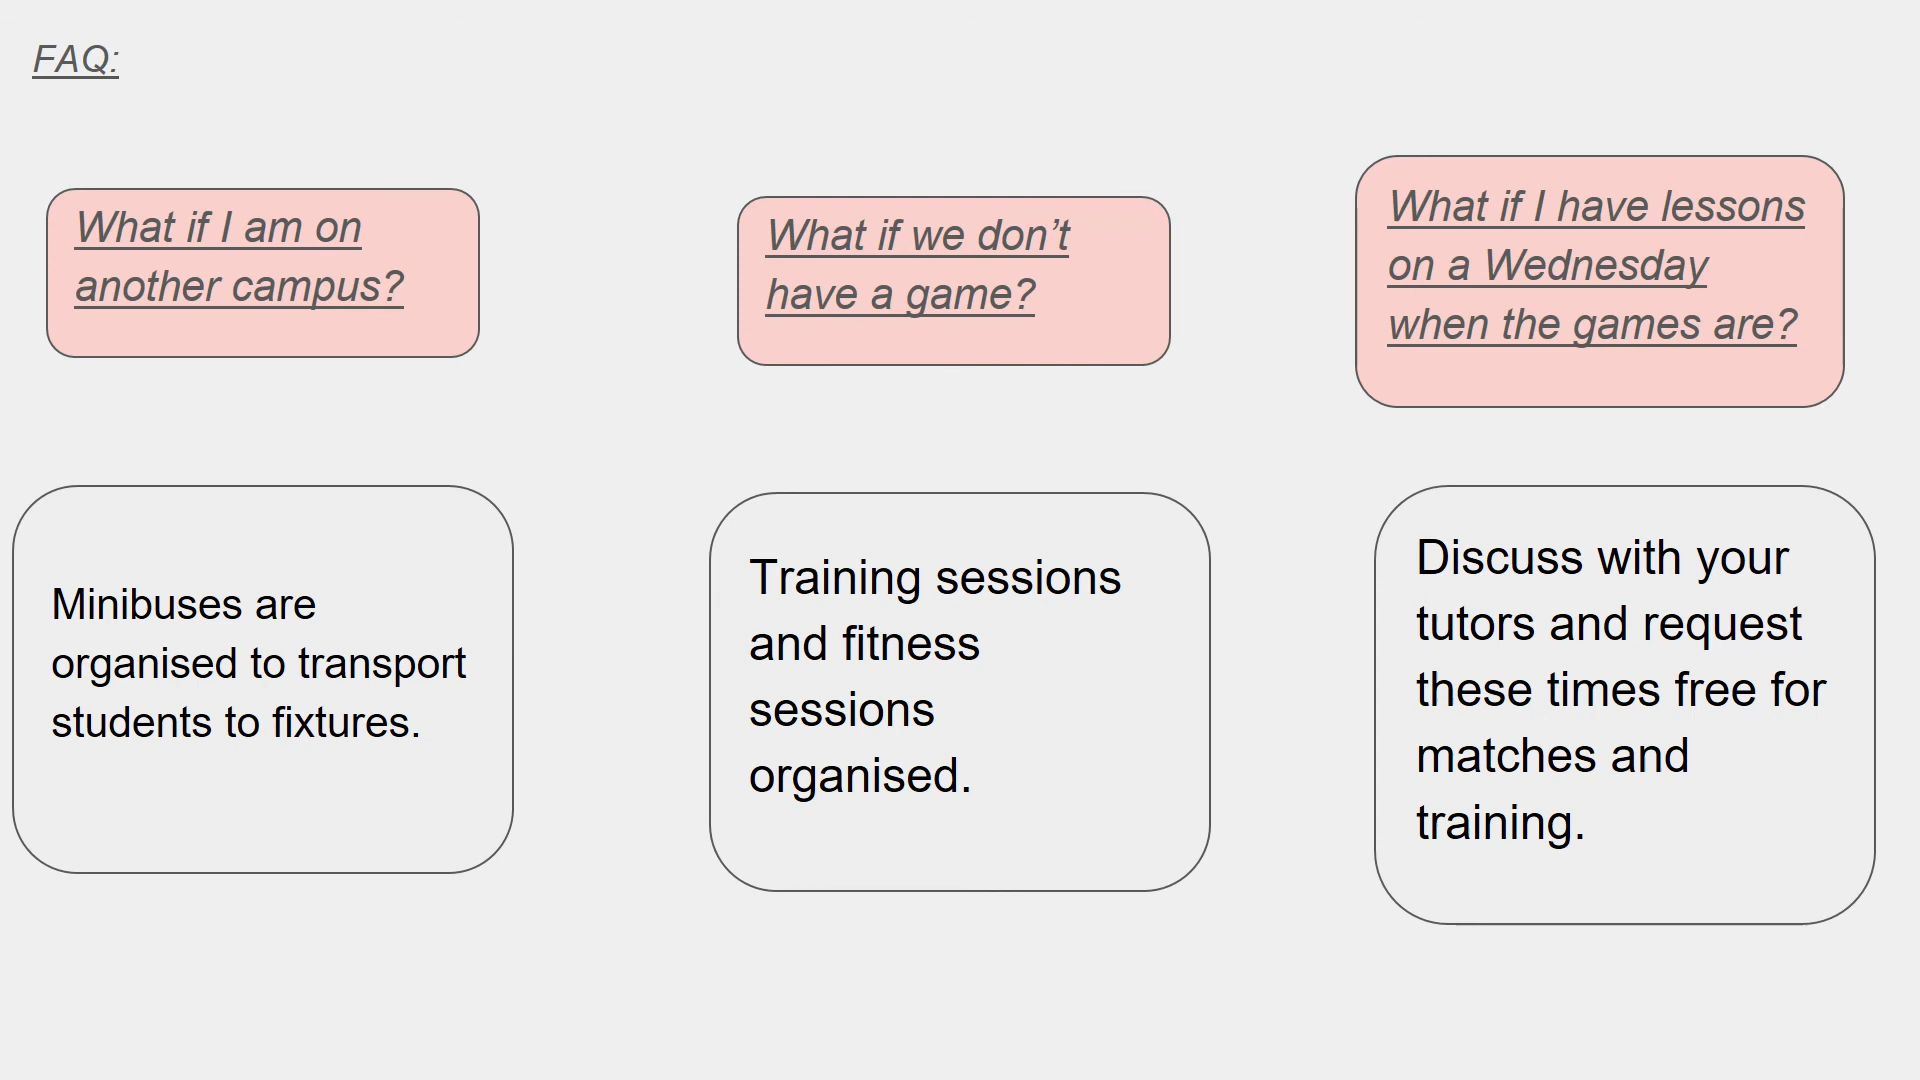 FAQ:
What if I am on
another campus?
What if we don’t
have a game?
What if I have lessons
on a Wednesday
when the games are?
Minibuses are
organised to transport
students to fixtures.
Training sessions
and fitness
sessions
organised.
Discuss with your
tutors and request
these times free for
matches and
training.